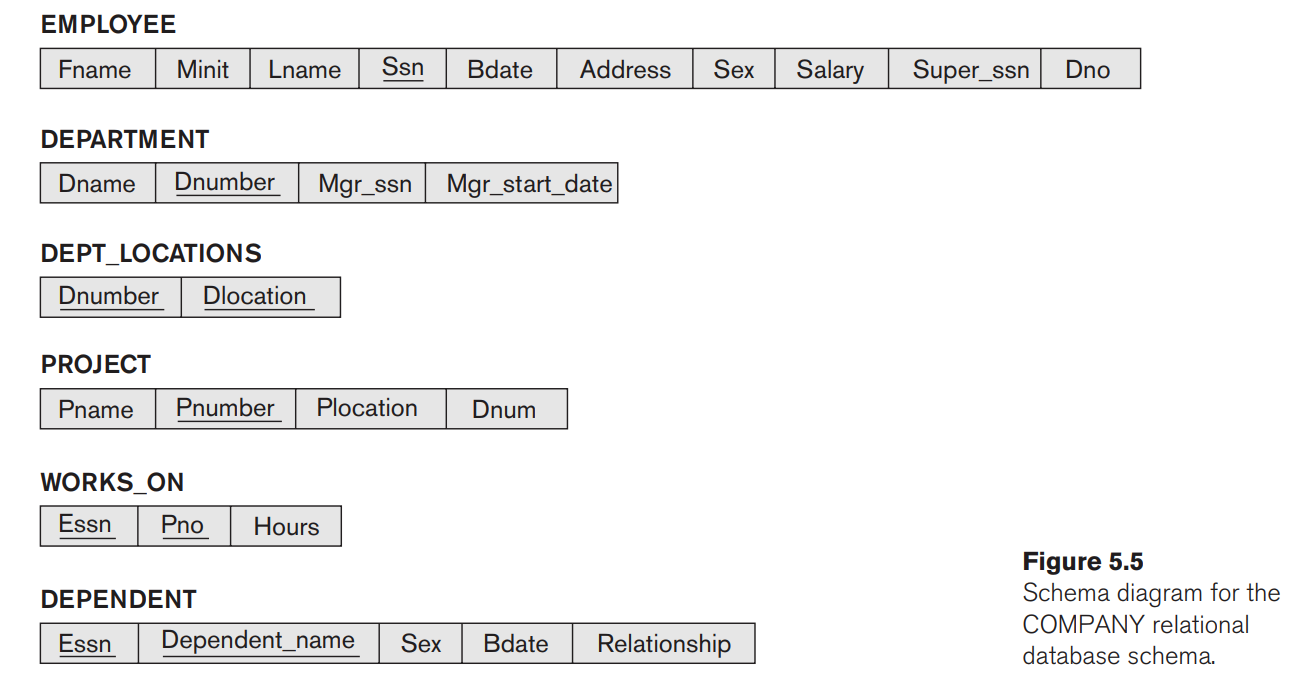 EMPLOYEE
Fname Minit Lname Ssn Bdate Address Sex Salary Super_ssn Dno
DEPARTMENT
Dname Dnumber Mgr_ssn Mgr_start_date
DEPT_LOCATIONS
Dnumber Dlocation
PROJECT
Pname Pnumber Plocation Dnum
WORKS_ON
Essn Pno Hours
DEPENDENT
Essn Dependent_name Sex Bdate Relationship
Figure 5.5
Schema diagram for the
COMPANY relational
database schema.